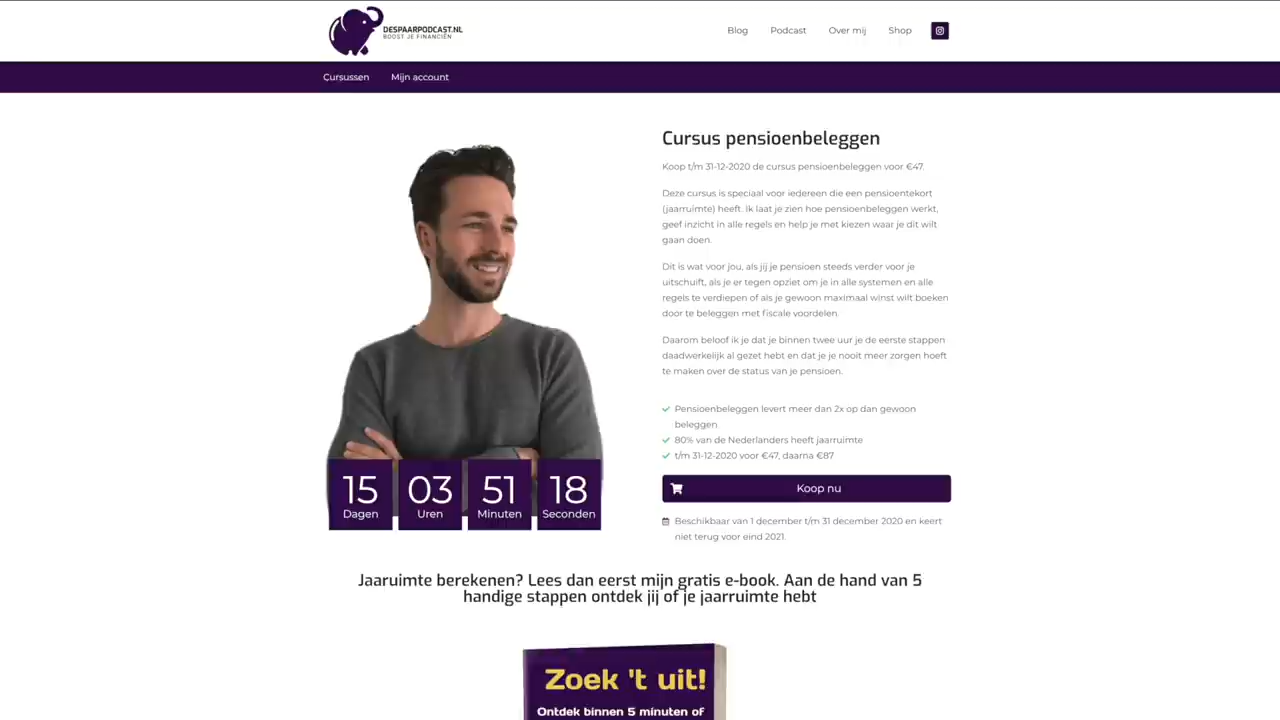 DESPAARPODCAST.NL
BOOST JE FINANCIËN
Blog
Podcast
Over mij
Shop
Cursussen
Mijn account
Cursus pensioenbeleggen
Koop t/m 31-12-2020 de cursus pensioenbeleggen voor €47.
Deze cursus is speciaal voor iedereen die een pensioentekort
(jaarruimte) heeft. Ik laat je zien hoe pensioenbeleggen werkt,
geef inzicht in alle regels en help je met kiezen waar je dit wilt
gaan doen.
Dit is wat voor jou, als jij je pensioen steeds verder voor je
uitschuift, als je er tegen opziet om je in alle systemen en alle
regels te verdiepen of als je gewoon maximaal winst wilt boeken
door te beleggen met fiscale voordelen.
Daarom beloof ik je dat je binnen twee uur je de eerste stappen
daadwerkelijk al gezet hebt en dat je je nooit meer zorgen hoeft
te maken over de status van je pensioen.
Pensioenbeleggen levert meer dan 2x op dan gewoon
beleggen
80% van de Nederlanders heeft jaarruimte
t/m 31-12-2020 voor €47, daarna €87
Koop nu
Beschikbaar van 1 december t/m 31 december 2020 en keert
niet terug voor eind 2021.
15 03 51 18
Dagen Uren Minuten Seconden
Jaaruimte berekenen? Lees dan eerst mijn gratis e-book. Aan de hand van 5
handige stappen ontdek jij of je jaarruimte hebt
Zoek 't uit!
Ontdek binnen 5 minuten of